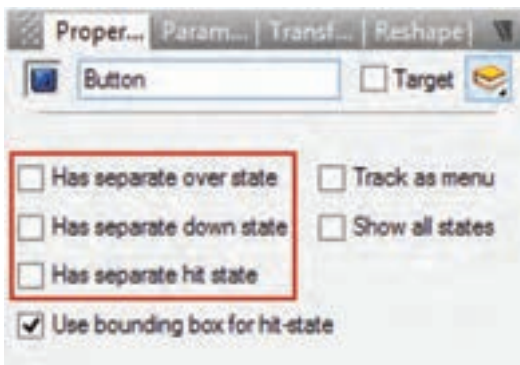 Proper... Param... Transf... Reshape
Button Target
Has separate over state Track as menu
Has separate down state Show all states
Has separate hit state
Use bounding box for hit-state